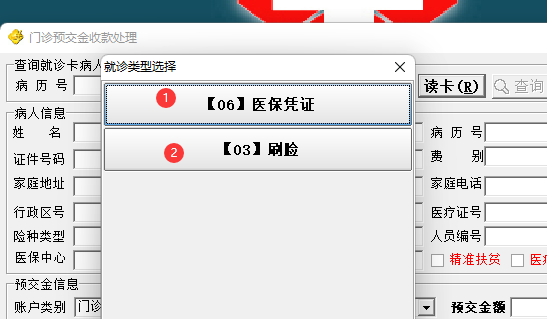 门诊预交金收款处理
查询就诊卡病人
就诊类型选择
病 历 号
读卡(R)
查询
1 【06】医保凭证
病人信息
姓 名
病 历 号
2 【03】刷脸
证件号码
费 别
家庭地址
家庭电话
行政区号
医疗证号
险种类型
人员编号
医保中心
精准扶贫
医疗
预交金信息
账户类别
门诊
预交金额